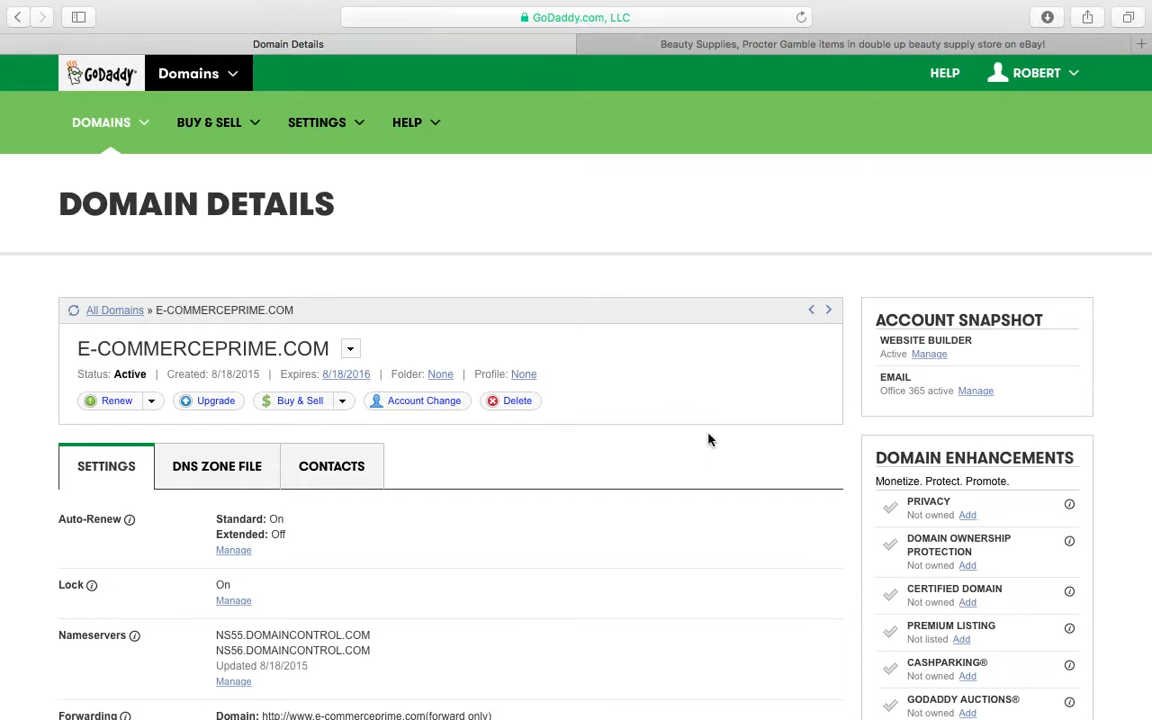 GoDaddy.com, LLC
Domain Details
Beauty Supplies, Procter Gamble items in double up beauty supply store on eBay!
GoDaddy
Domains
HELP
ROBERT
DOMAINS
BUY & SELL
SETTINGS
HELP
DOMAIN DETAILS
All Domains » E-COMMERCEPRIME.COM
E-COMMERCEPRIME.COM
Status: Active | Created: 8/18/2015 | Expires: 8/18/2016 | Folder: None | Profile: None
Renew
Upgrade
Buy & Sell
Account Change
Delete
SETTINGS
DNS ZONE FILE
CONTACTS
Auto-Renew
Standard: On
Extended: Off
Manage
Lock
On
Manage
Nameservers
NS55.DOMAINCONTROL.COM
NS56.DOMAINCONTROL.COM
Updated 8/18/2015
Manage
Forwarding
Domain: http://www.e-commerceprime.com(forward only)
ACCOUNT SNAPSHOT
WEBSITE BUILDER
Active Manage
EMAIL
Office 365 active Manage
DOMAIN ENHANCEMENTS
Monetize. Protect. Promote.
PRIVACY
Not owned Add
DOMAIN OWNERSHIP
PROTECTION
Not owned Add
CERTIFIED DOMAIN
Not owned Add
PREMIUM LISTING
Not listed Add
CASHPARKING®
Not owned Add
GODADDY AUCTIONS®
Not owned Add